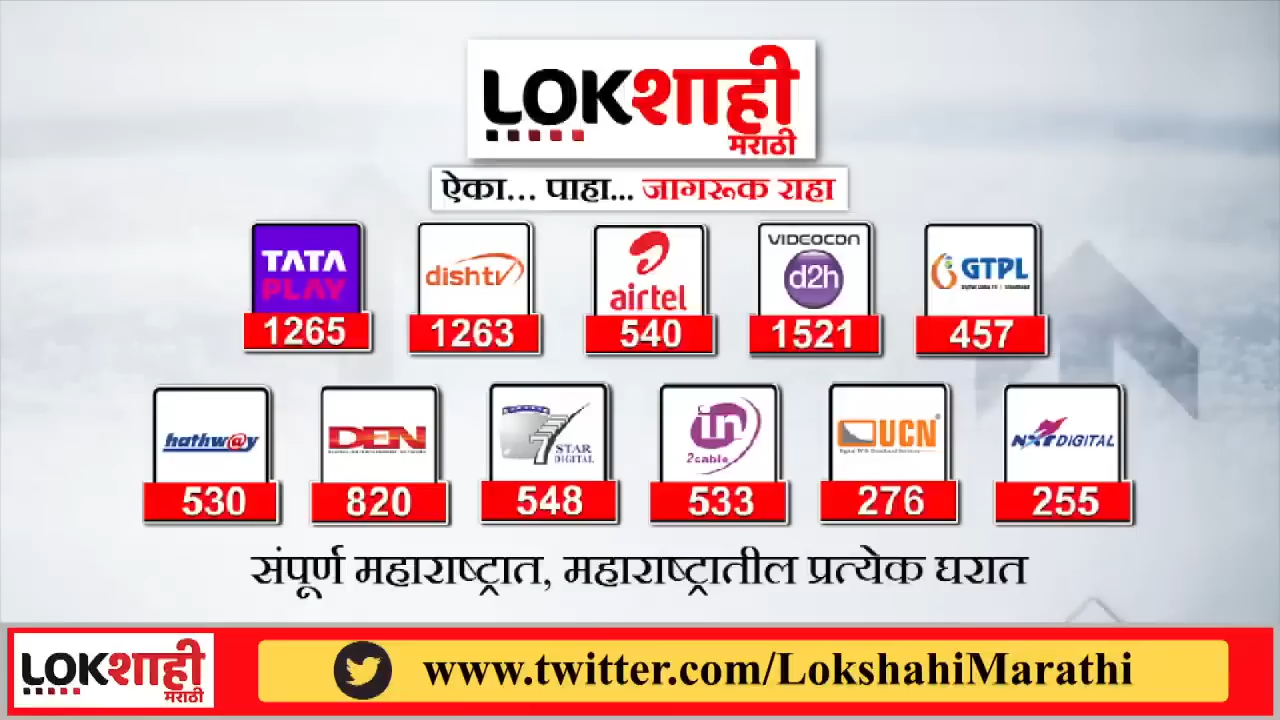 LOKशाही
मराठी
ऐका... पाहा... जागरूक राहा
TATA PLAY
dishtv
airtel
VIDEOCON d2h
GTPL
1265
1263
540
1521
457
hathw@y
DEN
7 STAR DIGITAL
in 2cable
UCN
NXT DIGITAL
530
820
548
533
276
255
संपूर्ण महाराष्ट्रात, महाराष्ट्रातील प्रत्येक घरात
LOKशाही
मराठी
www.twitter.com/LokshahiMarathi